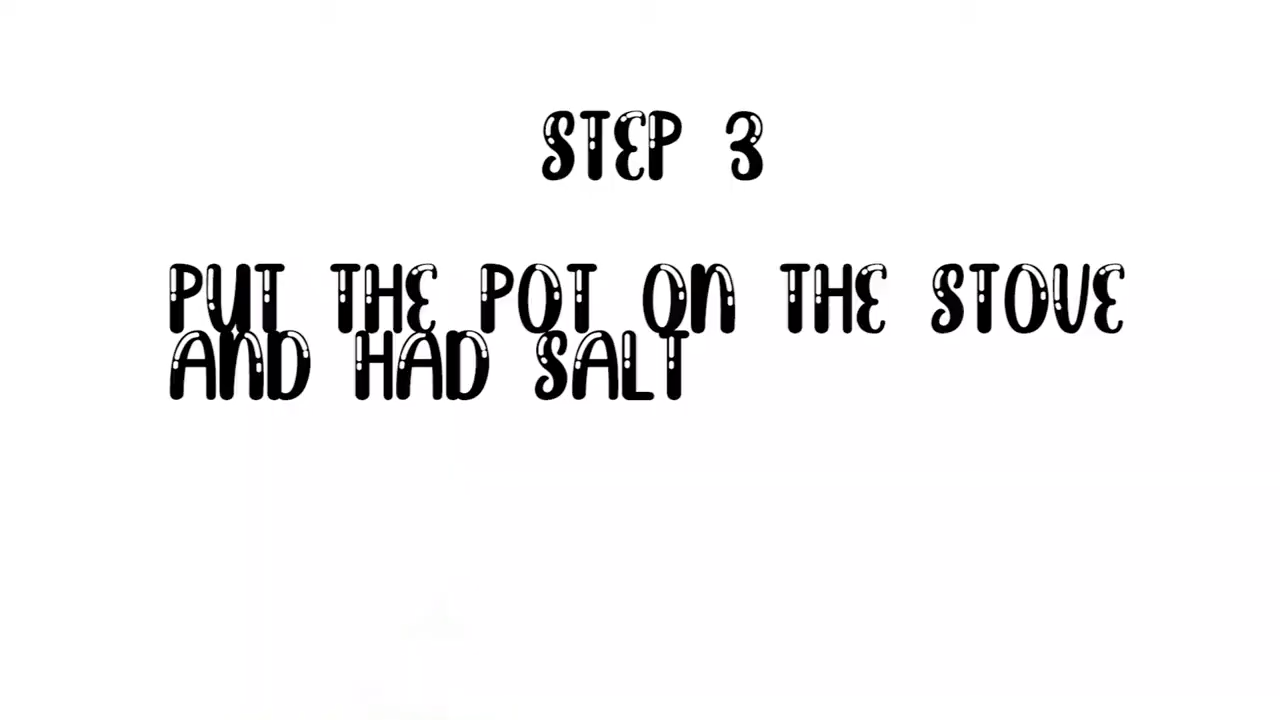 STEP 3
PUT THE POT ON THE STOVE
AND HAD SALT